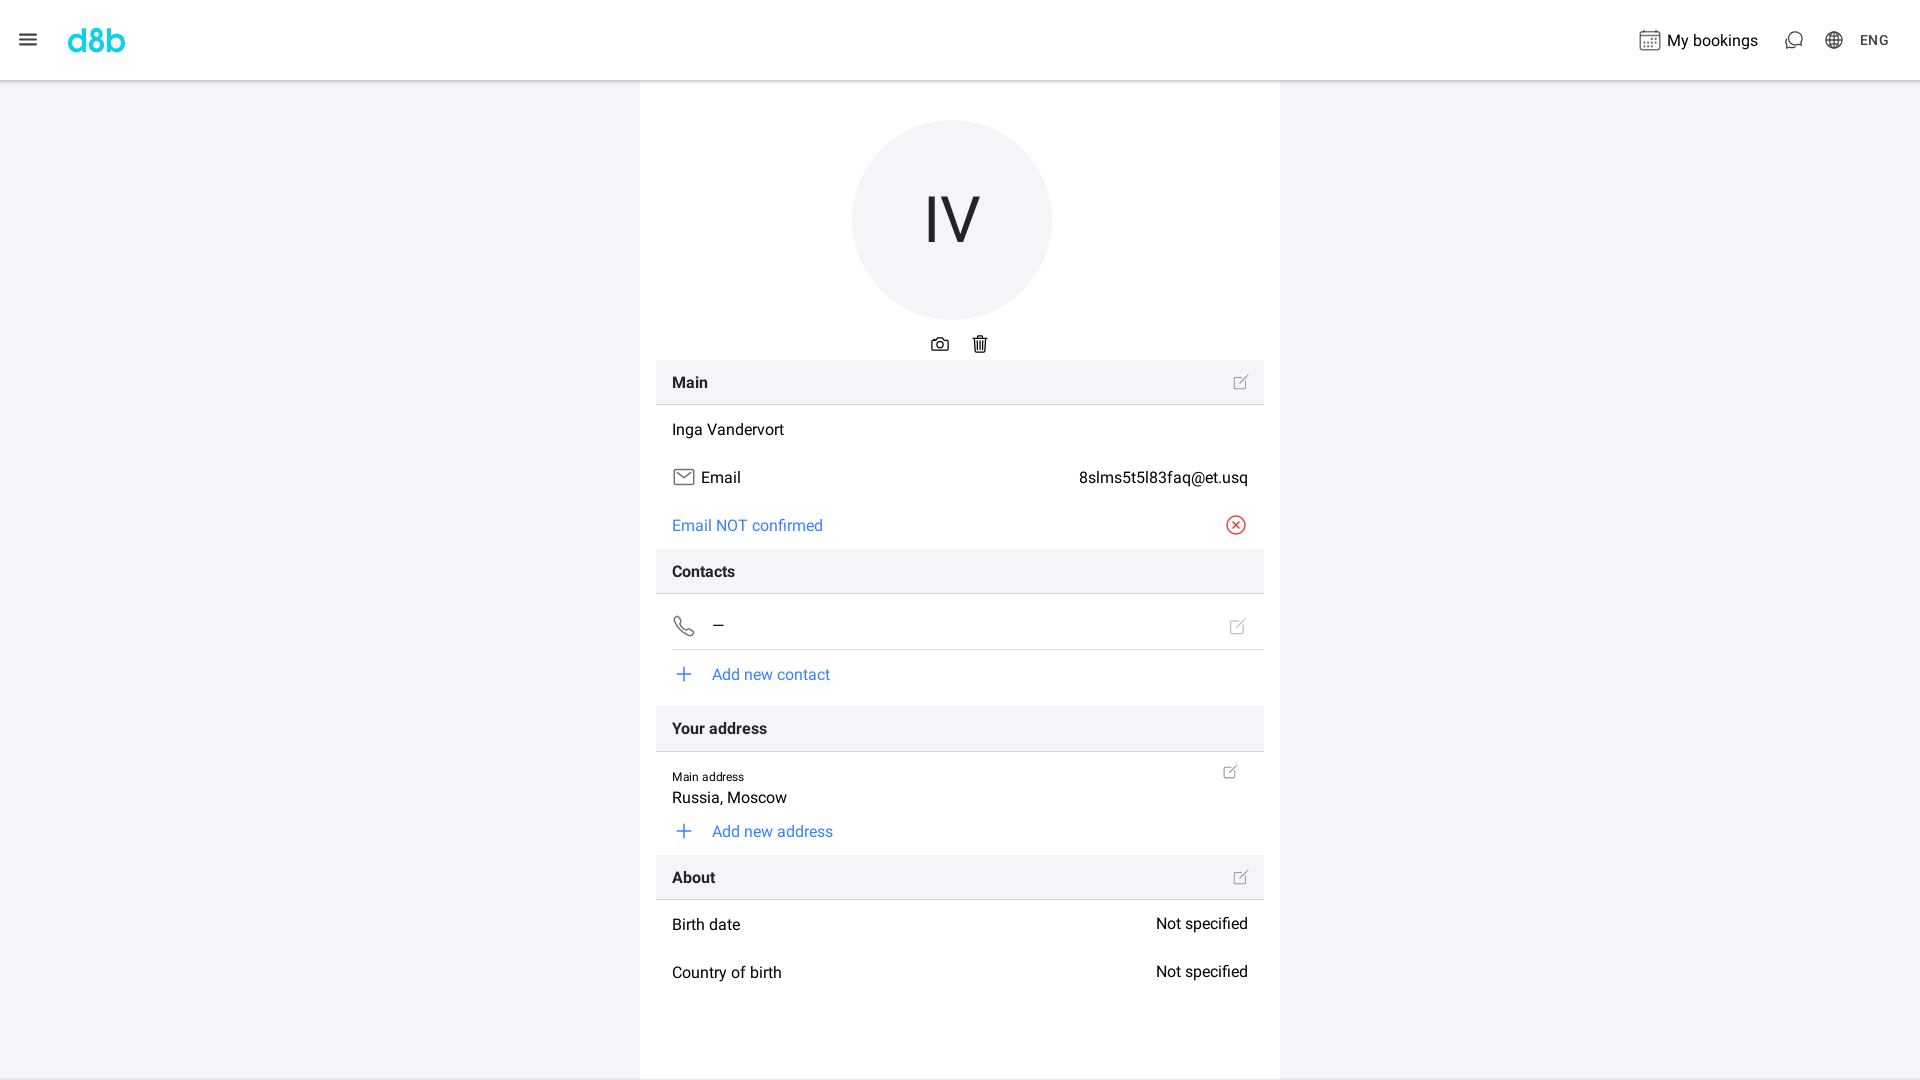 d8b
My bookings
ENG
IV
Main
Inga Vandervort
Email 8slms5t5l83faq@et.usq
Email NOT confirmed
Contacts
—
Add new contact
Your address
Main address
Russia, Moscow
Add new address
About
Birth date Not specified
Country of birth Not specified